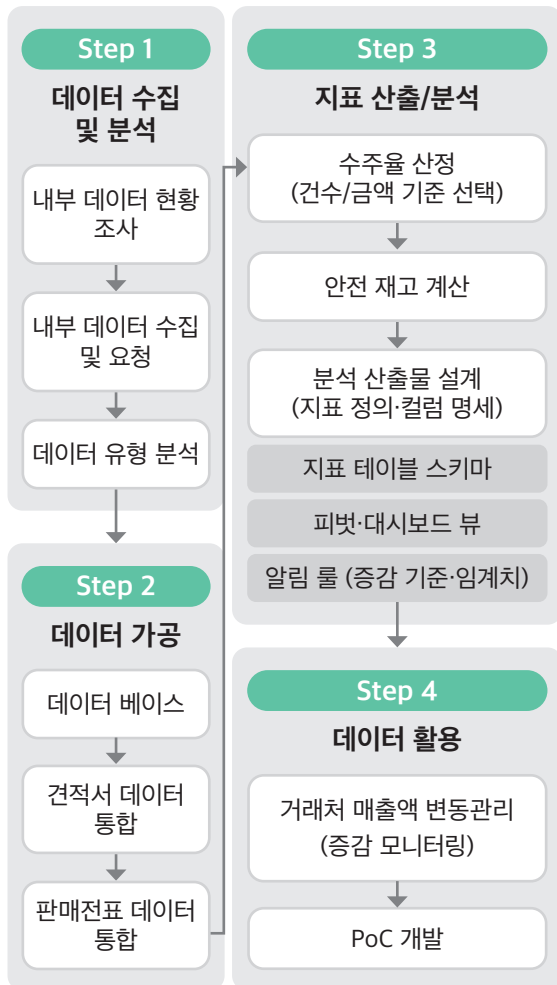 Step 1
데이터 수집
및 분석
내부 데이터 현황
조사
내부 데이터 수집
및 요청
데이터 유형 분석
Step 2
데이터 가공
데이터 베이스
견적서 데이터
통합
판매전표 데이터
통합
Step 3
지표 산출/분석
수주율 산정
(건수/금액 기준 선택)
안전 재고 계산
분석 산출물 설계
(지표 정의·컬럼 명세)
지표 테이블 스키마
피벗·대시보드 뷰
알림 룰 (증감 기준·임계치)
Step 4
데이터 활용
거래처 매출액 변동관리
(증감 모니터링)
PoC 개발